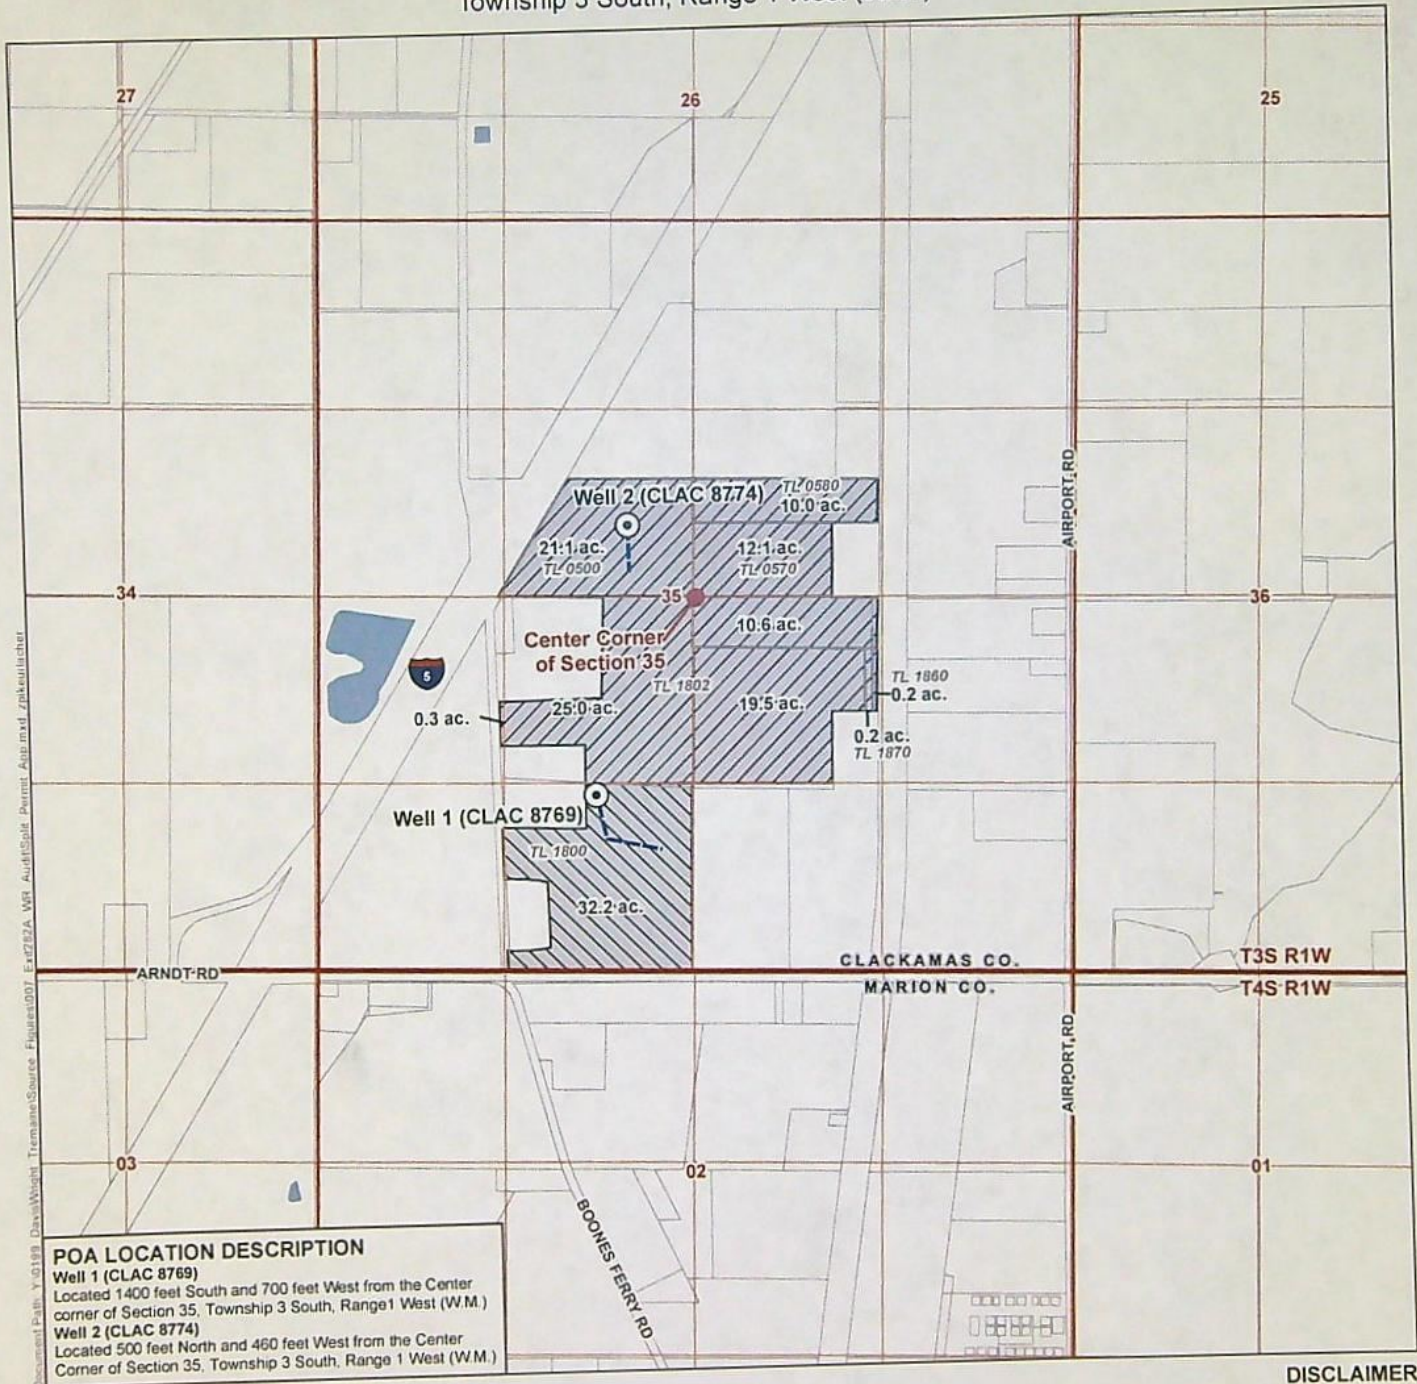 Township 3 South, Range 1 West
27
26
25
Well 2 (CLAC 8774)
TL 0580
10.0 ac.
21.1 ac.
TL 0500
12.1 ac.
TL 0570
AIRPORT RD
34
35
36
10.6 ac.
Center Corner
of Section 35
5
TL 1802
TL 1860
0.2 ac.
25.0 ac.
19.5 ac.
0.3 ac.
0.2 ac.
TL 1870
Well 1 (CLAC 8769)
TL 1800
32.2 ac.
CLACKAMAS CO.
T3S R1W
ARNDT RD
MARION CO.
T4S R1W
AIRPORT RD
03
02
01
BOONES FERRY RD
POA LOCATION DESCRIPTION
Well 1 (CLAC 8769)
Located 1400 feet South and 700 feet West from the Center
corner of Section 35, Township 3 South, Range1 West (W.M.)
Well 2 (CLAC 8774)
Located 500 feet North and 460 feet West from the Center
Corner of Section 35, Township 3 South, Range 1 West (W.M.)
DISCLAIMER